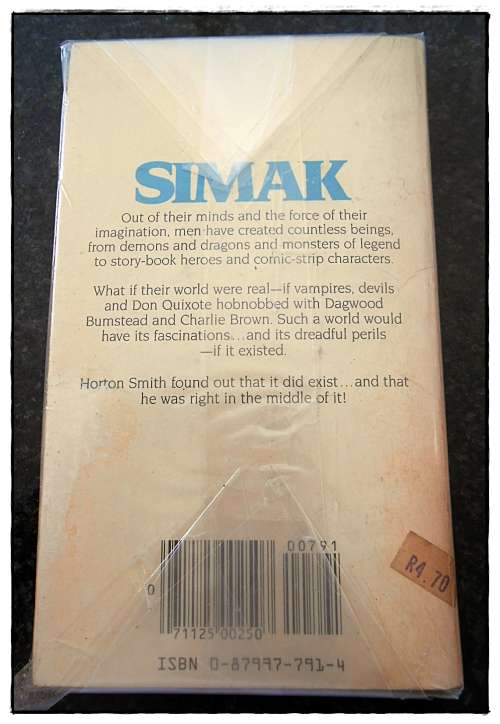 SIMAK
Out of their minds and the force of their
imagination, men have created countless beings,
from demons and dragons and monsters of legend
to story-book heroes and comic-strip characters.
What if their world were real—if vampires, devils
and Don Quixote hobnobbed with Dagwood
Bumstead and Charlie Brown. Such a world would
have its fascinations...and its dreadful perils
—if it existed.
Horton Smith found out that it did exist...and that
he was right in the middle of it!
00791
R4.70
0
71125 00250
ISBN 0-87997-791-4